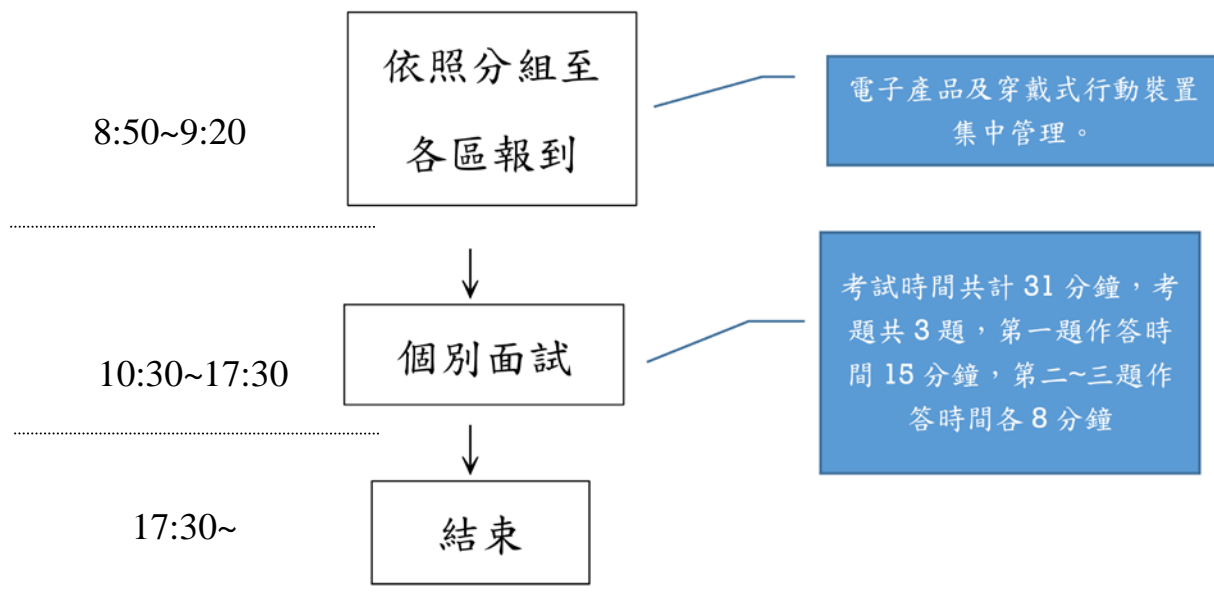 8:50~9:20
依照分組至
各區報到
電子產品及穿戴式行動裝置
集中管理。
10:30~17:30
個別面試
考試時間共計 31 分鐘，考
題共 3 題，第一題作答時
間 15 分鐘，第二~三題作
答時間各 8 分鐘
17:30~
結束